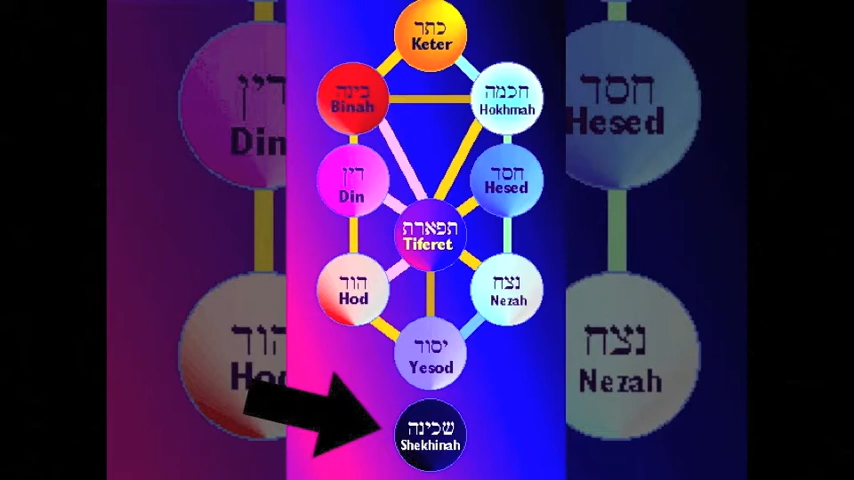 כתר
Keter
בינה
Binah
חכמה
Hokhmah
דין
Din
חסד
Hesed
תפארת
Tiferet
הוד
Hod
נצח
Nezah
יסוד
Yesod
שכינה
Shekhinah
דין
Din
חסד
Hesed
הוד
Hod
נצח
Nezah